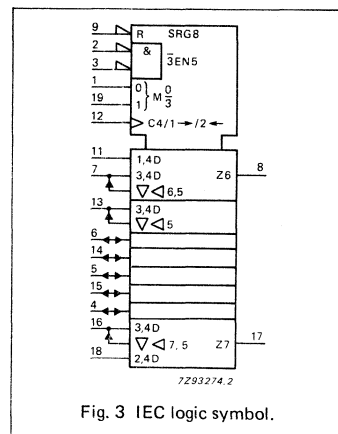 9 R SRG8
2 &
3 3EN5
1 0 } M 0/3
19 1
12 C4/1 → /2 ←
11 1,4D
7 3,4D Z6 8
6,5
13 3,4D
5
6
14
5
15
4
16 3,4D
7,5 Z7 17
18 2,4D
7Z93274.2
Fig. 3 IEC logic symbol.